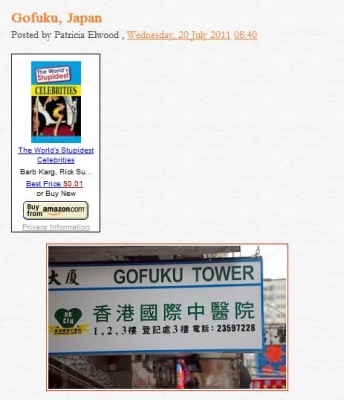 Gofuku, Japan
Posted by Patricia Elwood , Wednesday, 20 July 2011 08:40
The World's
Stupidest
CELEBRITIES
The World's Stupidest
Celebrities
Barb Karg, Rick Su...
Best Price $0.01
or Buy New
Buy
from amazon.com
Privacy Information
大厦 GOFUKU TOWER
香港國際中醫院
1,2,3樓 登記處3樓 電話:23597228